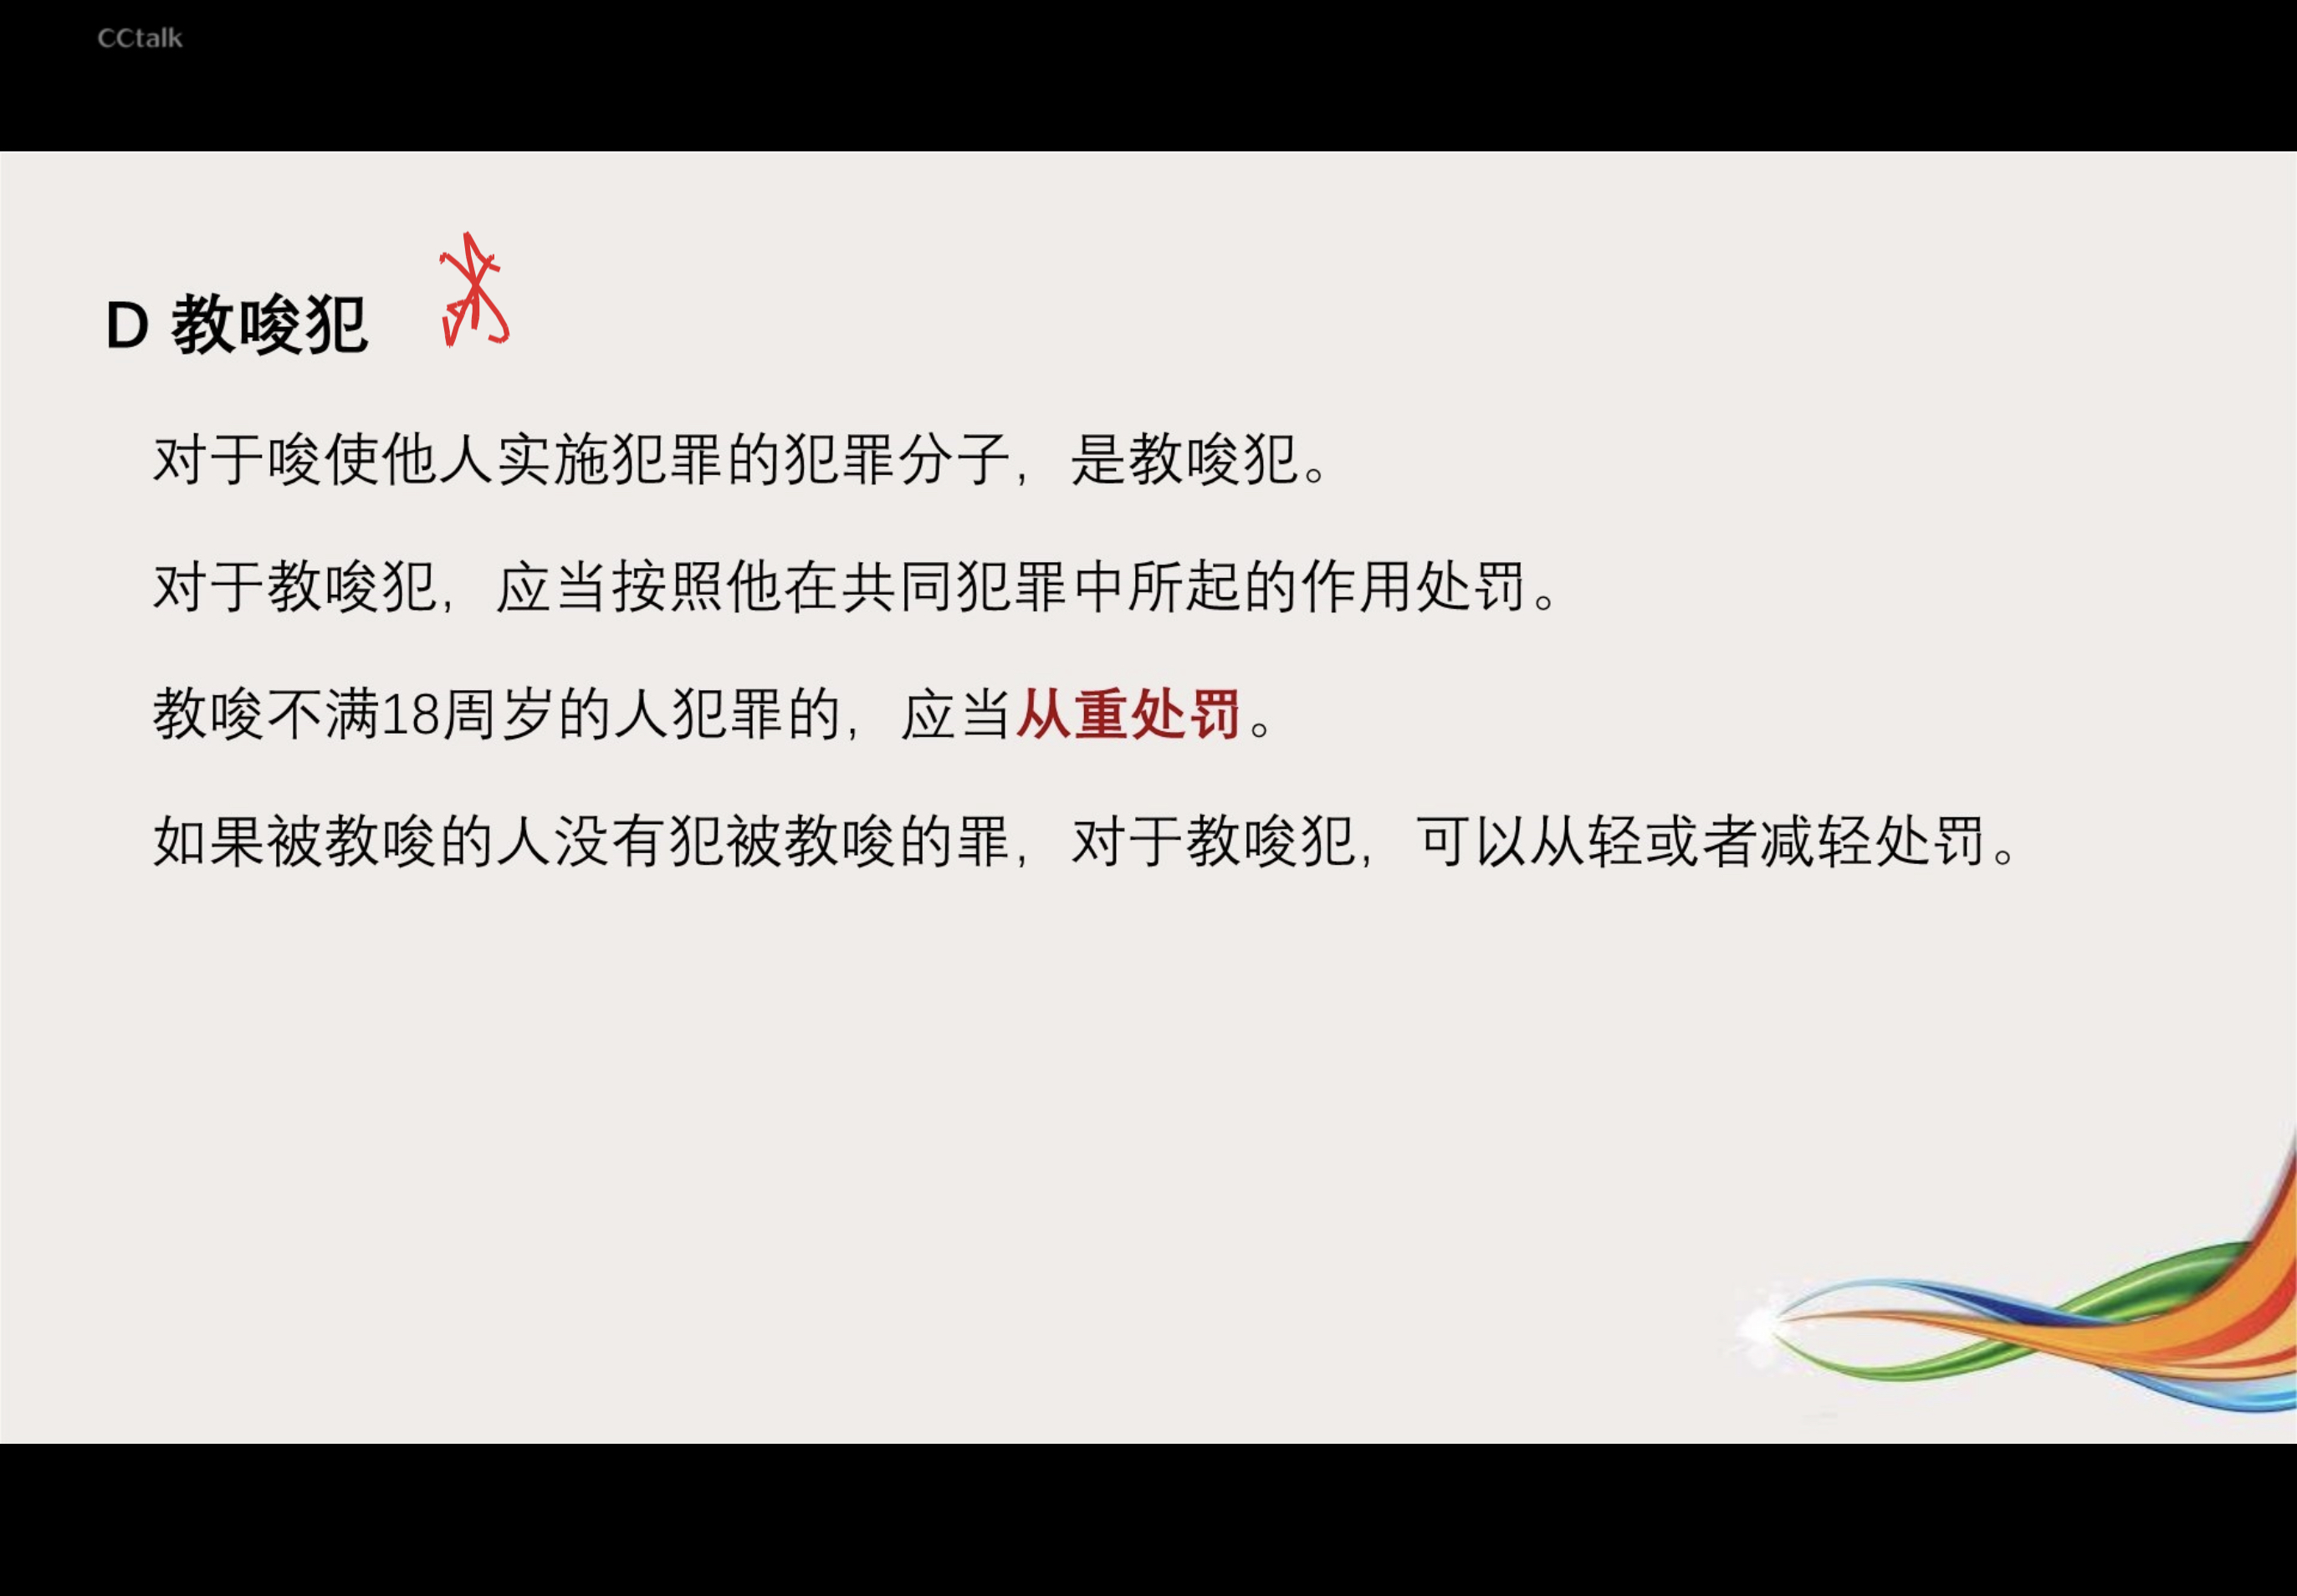 CCtalk
D 教唆犯
对于唆使他人实施犯罪的犯罪分子，是教唆犯。
对于教唆犯，应当按照他在共同犯罪中所起的作用处罚。
教唆不满18周岁的人犯罪的，应当从重处罚。
如果被教唆的人没有犯被教唆的罪，对于教唆犯，可以从轻或者减轻处罚。